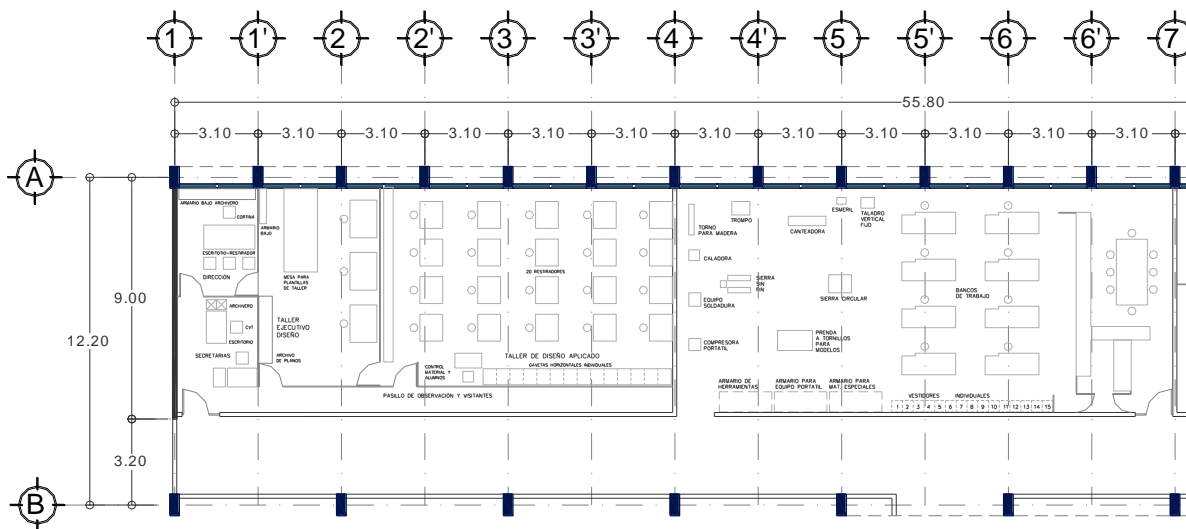 1 1' 2 2' 3 3' 4 4' 5 5' 6 6' 7
55.80
3.10 3.10 3.10 3.10 3.10 3.10 3.10 3.10 3.10 3.10 3.10 3.10
A
9.00
12.20
3.20
B
ARMARIO BAJO ARCHIVERO
CORTINA
ARMARIO
BAJO
ESCRITOIO-RESTIRADOR
DIRECCIÓN
MESA PARA
PLANTILLAS
DE TALLER
ARCHIVERO
CVT
ESCRITORIO
SECRETARIAS
TALLER
EJECUTIVO
DISEÑO
ARCHIVO
DE PLANOS
20 RESTIRADORES
TALLER DE DISEÑO APLICADO
GAVETAS HORIZONTALES INDIVIDUALES
CONTROL
MATERIAL Y
ALUMNOS
PASILLO DE OBSERVACIÓN Y VISITANTES
TORNO
PARA MADERA
TROMPO
CANTEADORA
ESMERIL
TALADRO
VERTICAL
FIJO
CALADORA
SIERRA
SIN
FIN
EQUIPO
SOLDADURA
SIERRA CIRCULAR
BANCOS
DE TRABAJO
COMPRESORA
PORTATIL
PRENDA
A TORNILLOS
PARA
MODELOS
ARMARIO DE
HERRAMIENTAS
ARMARIO PARA
EQUIPO PORTATIL
ARMARIO PARA
MAT. ESPECIALES
VESTIDORES INDIVIDUALES
1 2 3 4 5 6 7 8 9 10 11 12 13 14 15